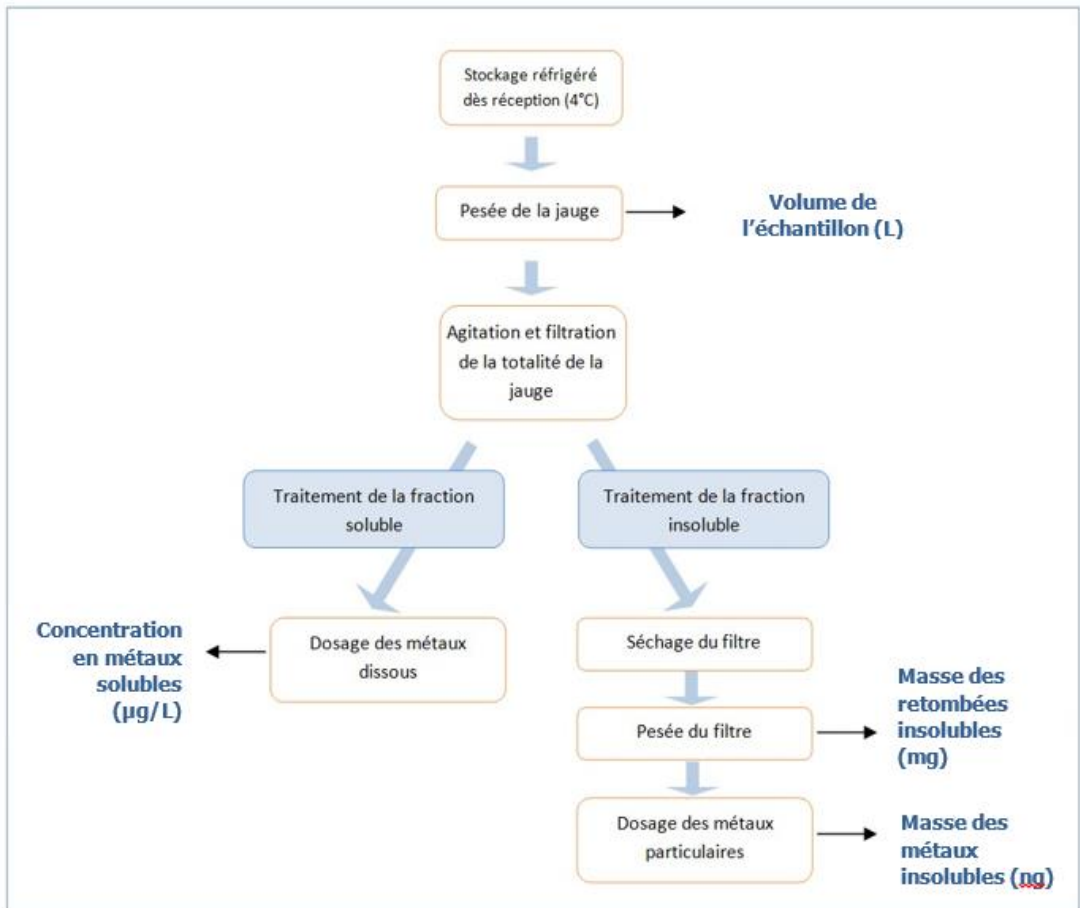 Stockage réfrigéré
dès réception (4°C)
Pesée de la jauge
Volume de
l'échantillon (L)
Agitation et filtration
de la totalité de la
jauge
Traitement de la fraction
soluble
Traitement de la fraction
insoluble
Concentration
en métaux
solubles
(µg/L)
Dosage des métaux
dissous
Séchage du filtre
Masse des
retombées
insolubles
(mg)
Pesée du filtre
Dosage des métaux
particulaires
Masse des
métaux
insolubles (ng)